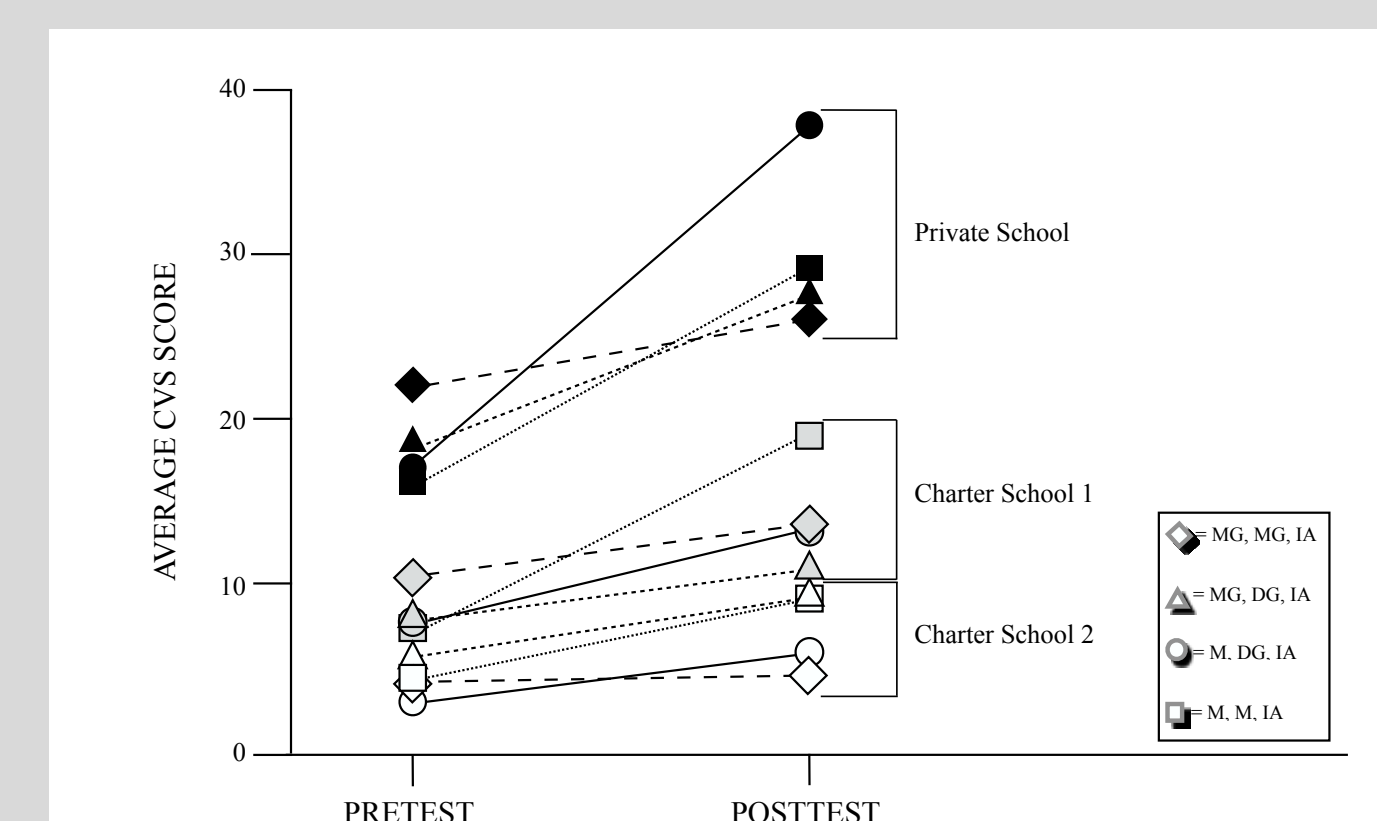 40
30
20
10
0
AVERAGE CVS SCORE
Private School
Charter School 1
Charter School 2
= MG, MG, IA
= MG, DG, IA
= M, DG, IA
= M, M, IA
PRETEST
POSTTEST